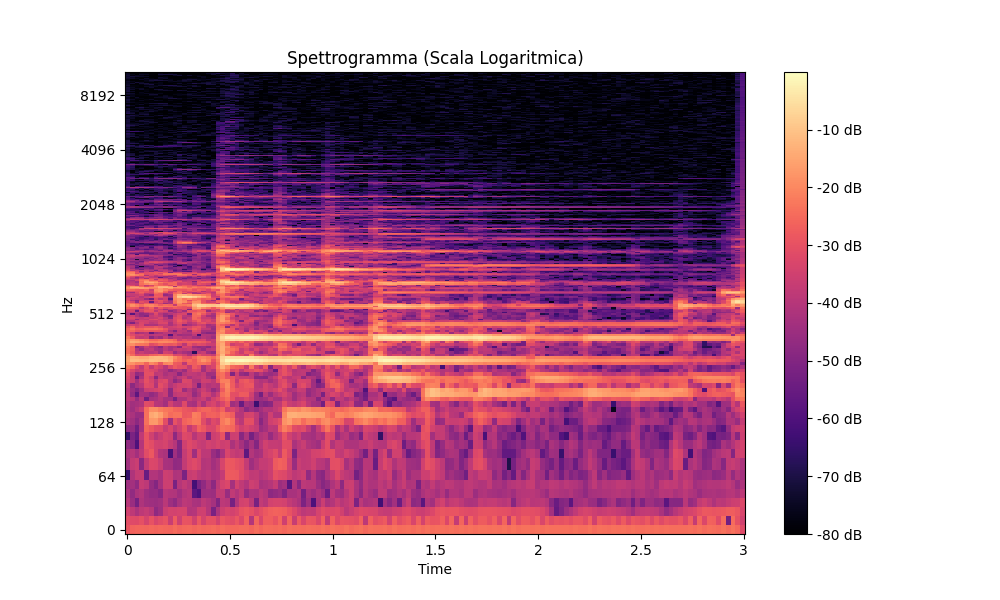 Spettrogramma (Scala Logaritmica)
8192
4096
2048
1024
512
256
128
64
0
Hz
0
0.5
1
1.5
2
2.5
3
Time
-10 dB
-20 dB
-30 dB
-40 dB
-50 dB
-60 dB
-70 dB
-80 dB